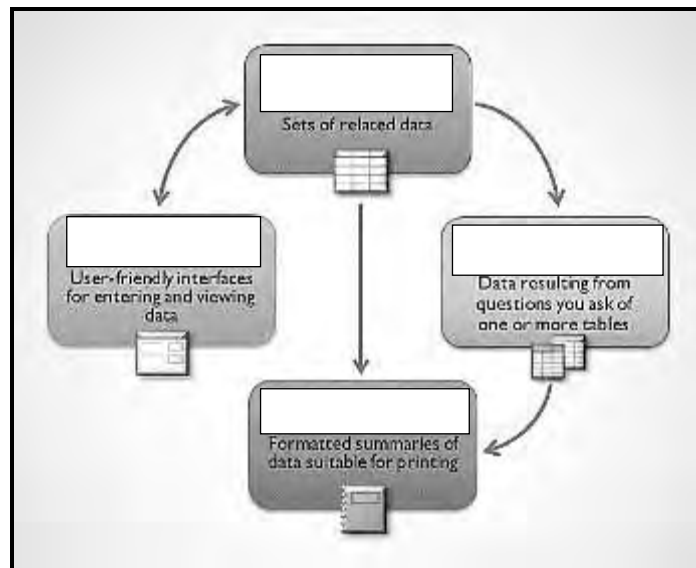 Sets of related data
User-friendly interfaces
for entering and viewing
data
Data resulting from
questions you ask of
one or more tables
Formatted summaries of
data suitable for printing